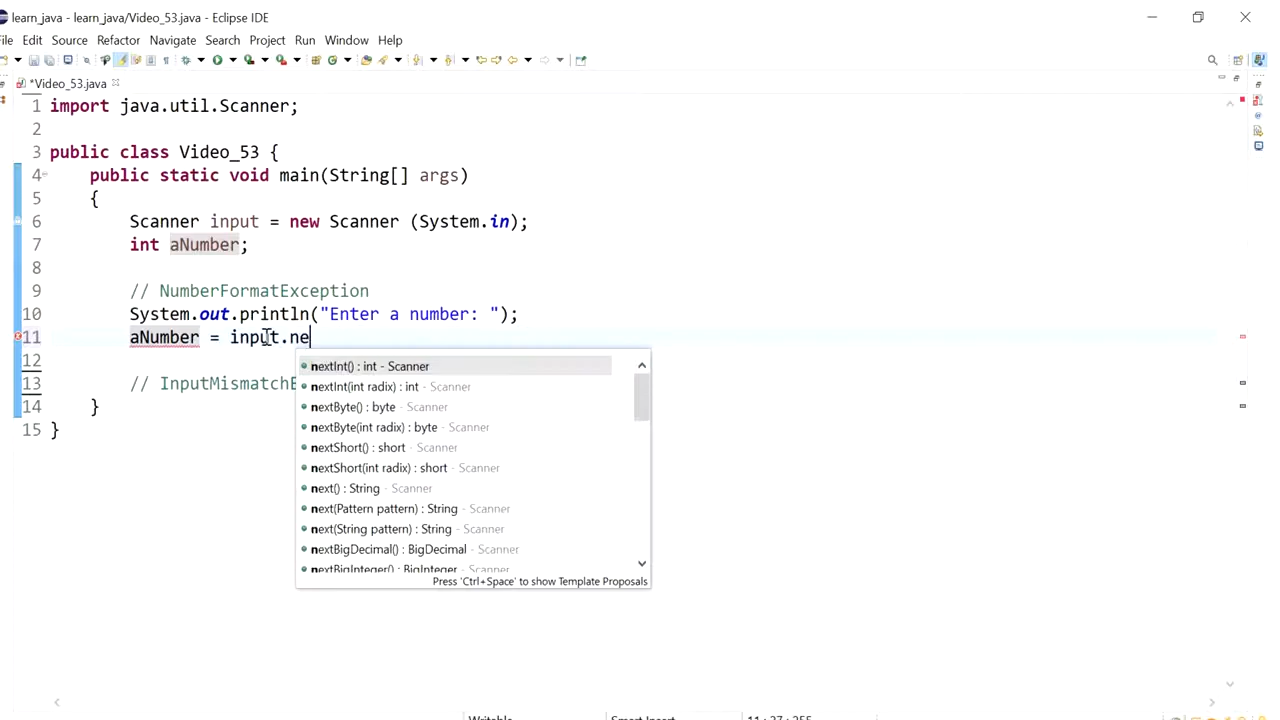 learn_java - learn_java/Video_53.java - Eclipse IDE
File Edit Source Refactor Navigate Search Project Run Window Help
*Video_53.java
1 import java.util.Scanner;
2
3 public class Video_53 {
4 public static void main(String[] args)
5 {
6 Scanner input = new Scanner (System.in);
7 int aNumber;
8
9 // NumberFormatException
10 System.out.println("Enter a number: ");
11 aNumber = input.ne
12
13 // InputMismatchE
14 }
15 }
nextInt() : int - Scanner
nextInt(int radix) : int - Scanner
nextByte() : byte - Scanner
nextByte(int radix) : byte - Scanner
nextShort() : short - Scanner
nextShort(int radix) : short - Scanner
next() : String - Scanner
next(Pattern pattern) : String - Scanner
next(String pattern) : String - Scanner
nextBigDecimal() : BigDecimal - Scanner
nextBigInteger() : BigInteger - Scanner
Press 'Ctrl+Space' to show Template Proposals
Writable Smart Insert 11 : 27 : 255